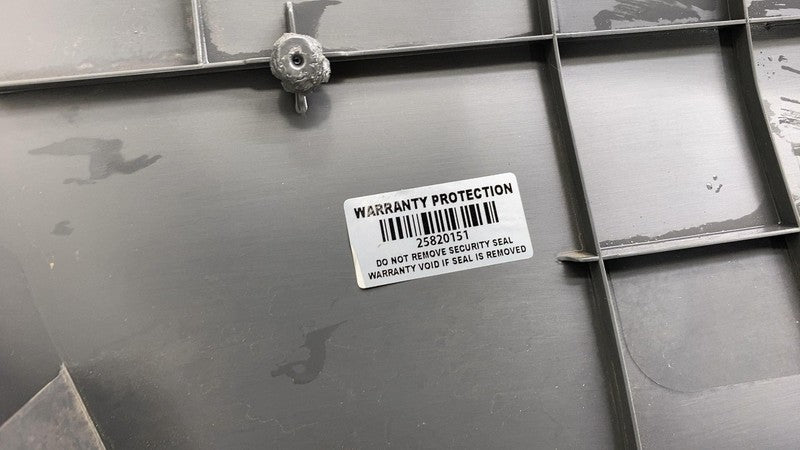 WARRANTY PROTECTION
25820151
DO NOT REMOVE SECURITY SEAL
WARRANTY VOID IF SEAL IS REMOVED